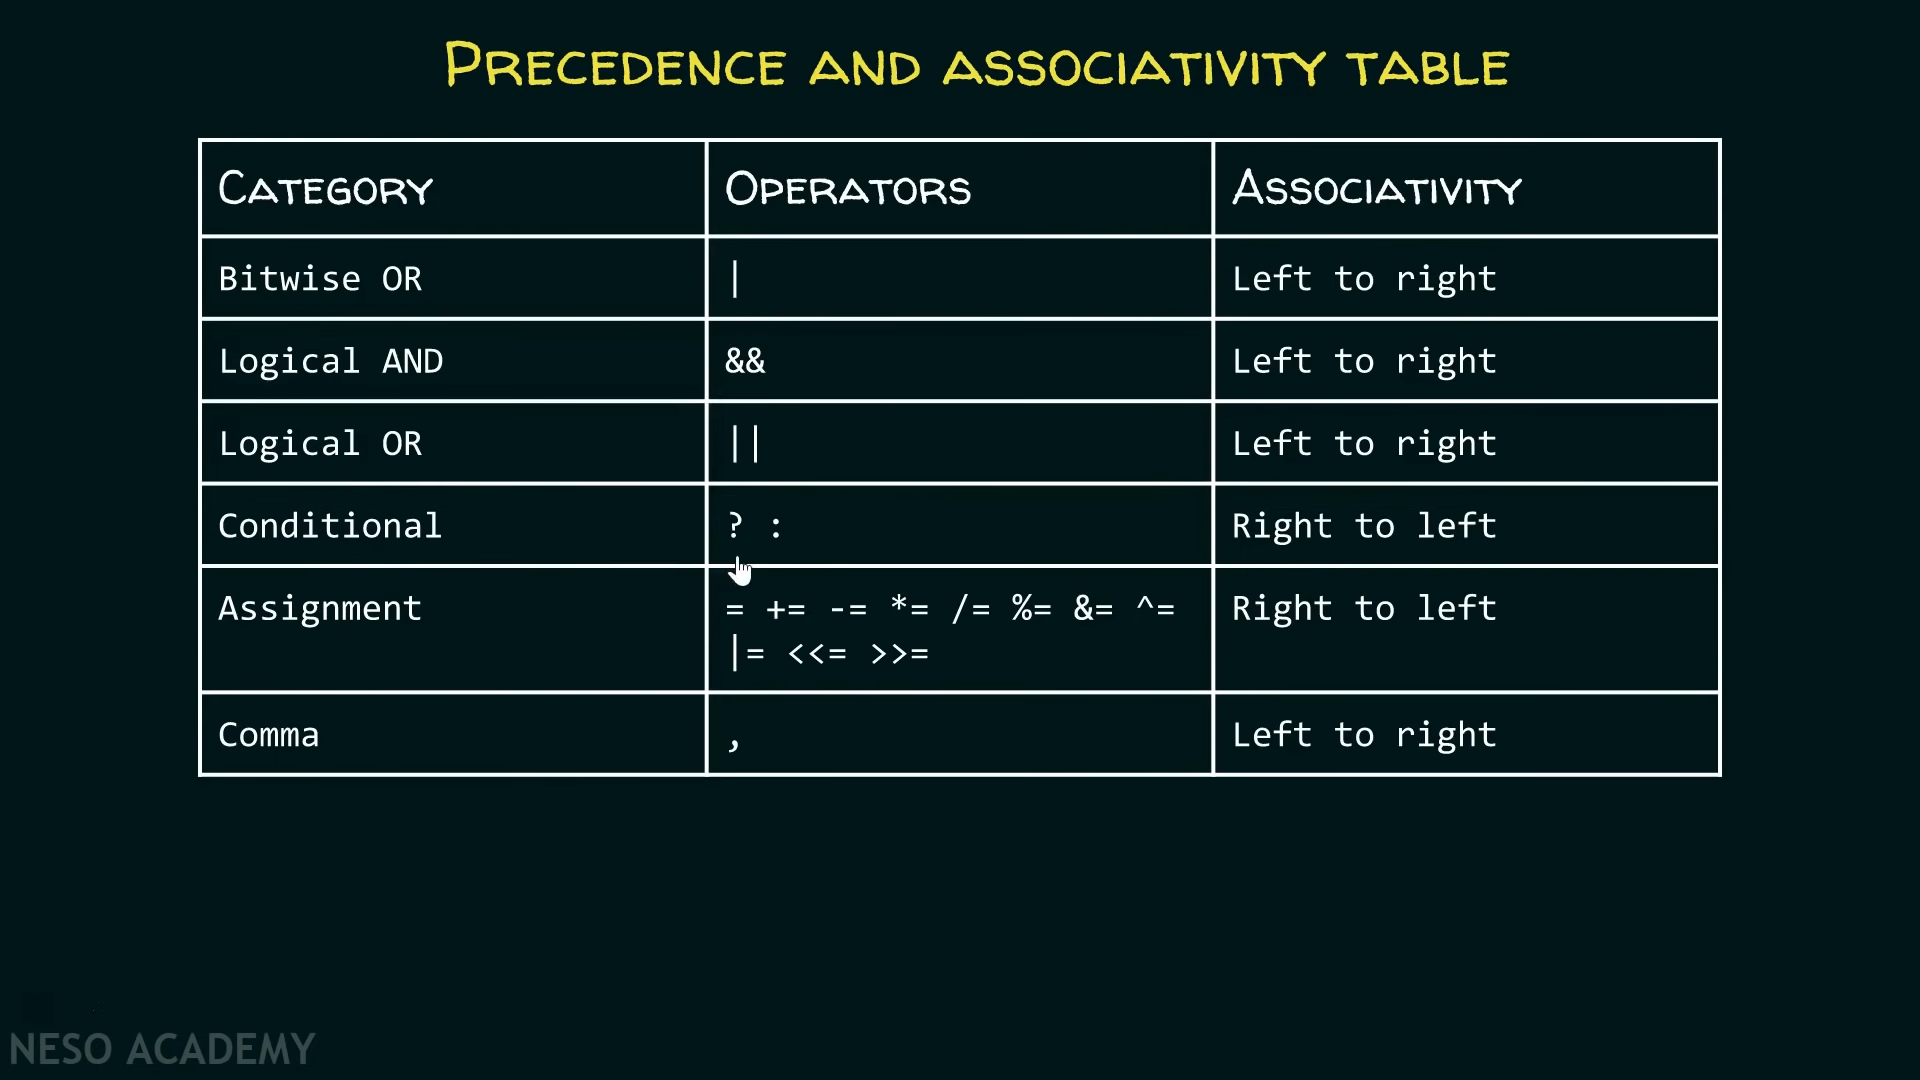 PRECEDENCE AND ASSOCIATIVITY TABLE
CATEGORY OPERATORS ASSOCIATIVITY
Bitwise OR | Left to right
Logical AND && Left to right
Logical OR || Left to right
Conditional ? : Right to left
Assignment = += -= *= /= %= &= ^= Right to left
|= <<= >>=
Comma , Left to right
NESO ACADEMY